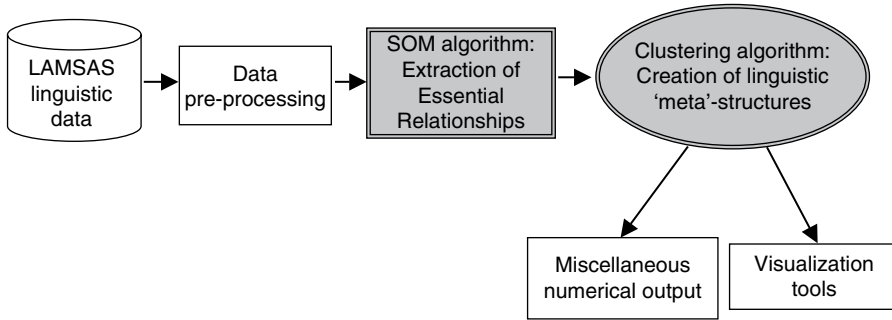 LAMSAS
linguistic
data
Data
pre-processing
SOM algorithm:
Extraction of
Essential
Relationships
Clustering algorithm:
Creation of linguistic
‘meta’-structures
Miscellaneous
numerical output
Visualization
tools